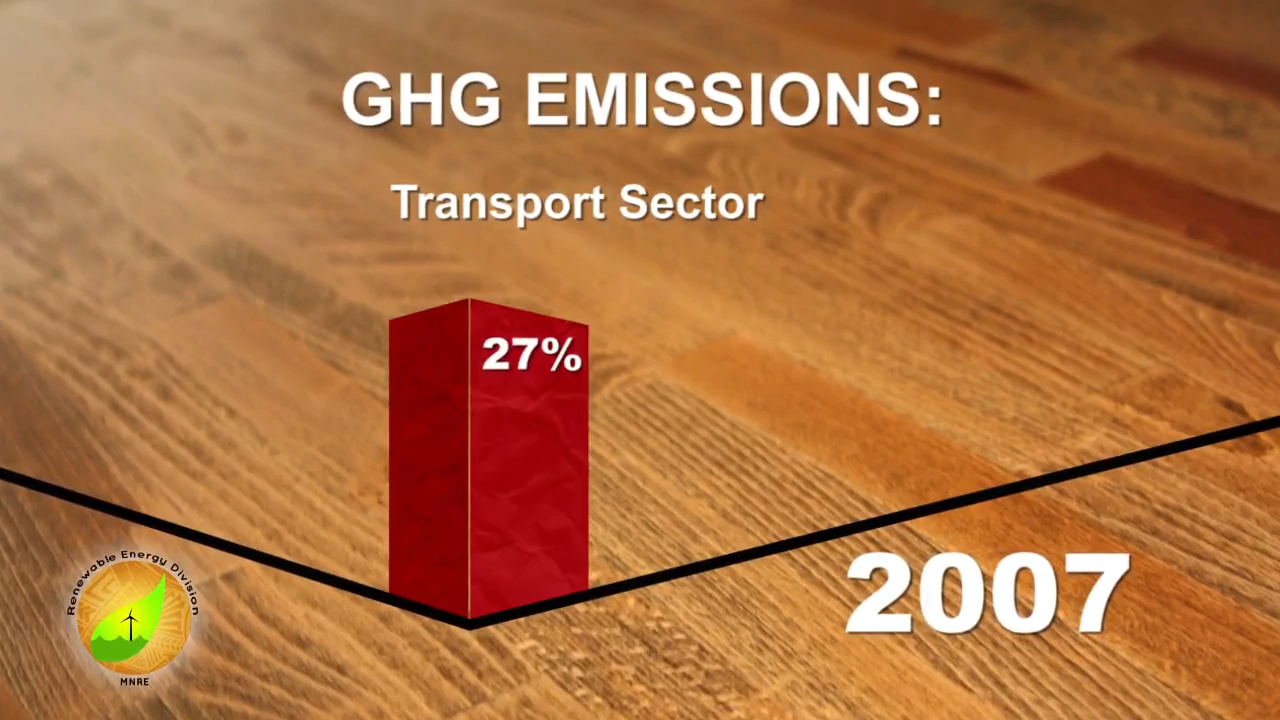 GHG EMISSIONS:
Transport Sector
27%
2007
Renewable Energy Division
MNRE